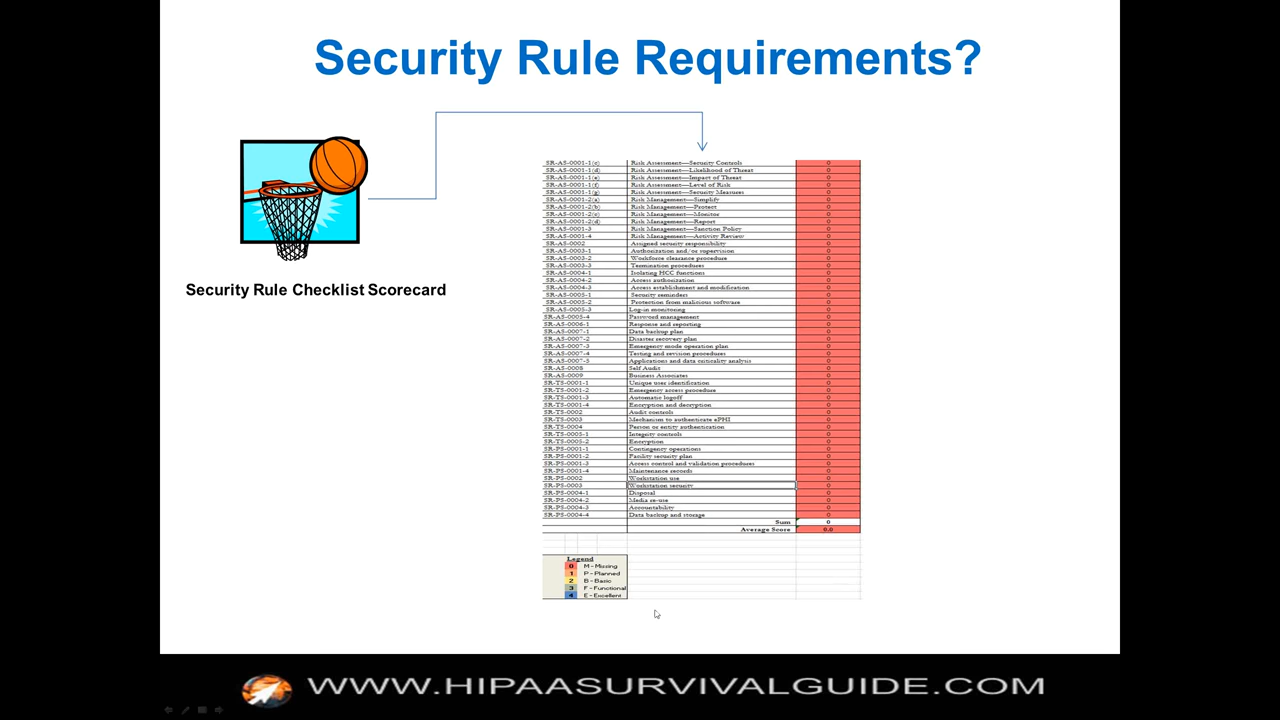 Security Rule Requirements?
Security Rule Checklist Scorecard
SR-AS-0001-1(c) Risk Assessment—Security Controls 0
SR-AS-0001-1(d) Risk Assessment—Likelihood of Threat 0
SR-AS-0001-1(e) Risk Assessment—Impact of Threat 0
SR-AS-0001-1(f) Risk Assessment—Level of Risk 0
SR-AS-0001-1(g) Risk Assessment—Security Measures 0
SR-AS-0001-2(a) Risk Management—Simplify 0
SR-AS-0001-2(b) Risk Management—Protect 0
SR-AS-0001-2(c) Risk Management—Monitor 0
SR-AS-0001-2(d) Risk Management—Report 0
SR-AS-0001-3 Risk Management—Sanction Policy 0
SR-AS-0001-4 Risk Management—Activity Review 0
SR-AS-0002 Assigned security responsibility 0
SR-AS-0003-1 Authorization and/or supervision 0
SR-AS-0003-2 Workforce clearance procedure 0
SR-AS-0003-3 Termination procedures 0
SR-AS-0004-1 Isolating HCC functions 0
SR-AS-0004-2 Access authorization 0
SR-AS-0004-3 Access establishment and modification 0
SR-AS-0005-1 Security reminders 0
SR-AS-0005-2 Protection from malicious software 0
SR-AS-0005-3 Log-in monitoring 0
SR-AS-0005-4 Password management 0
SR-AS-0006-1 Response and reporting 0
SR-AS-0007-1 Data backup plan 0
SR-AS-0007-2 Disaster recovery plan 0
SR-AS-0007-3 Emergency mode operation plan 0
SR-AS-0007-4 Testing and revision procedures 0
SR-AS-0007-5 Applications and data criticality analysis 0
SR-AS-0008 Self Audit 0
SR-AS-0009 Business Associates 0
SR-TS-0001-1 Unique user identification 0
SR-TS-0001-2 Emergency access procedure 0
SR-TS-0001-3 Automatic logoff 0
SR-TS-0001-4 Encryption and decryption 0
SR-TS-0002 Audit controls 0
SR-TS-0003 Mechanism to authenticate ePHI 0
SR-TS-0004 Person or entity authentication 0
SR-TS-0005-1 Integrity controls 0
SR-TS-0005-2 Encryption 0
SR-PS-0001-1 Contingency operations 0
SR-PS-0001-2 Facility security plan 0
SR-PS-0001-3 Access control and validation procedures 0
SR-PS-0001-4 Maintenance records 0
SR-PS-0002 Workstation use 0
SR-PS-0003 Workstation security 0
SR-PS-0004-1 Disposal 0
SR-PS-0004-2 Media re-use 0
SR-PS-0004-3 Accountability 0
SR-PS-0004-4 Data backup and storage 0
Sum 0
Average Score 0.0
Legend
0 M - Missing
1 P - Planned
2 B - Basic
3 F - Functional
4 E - Excellent
WWW.HIPAASURVIVALGUIDE.COM